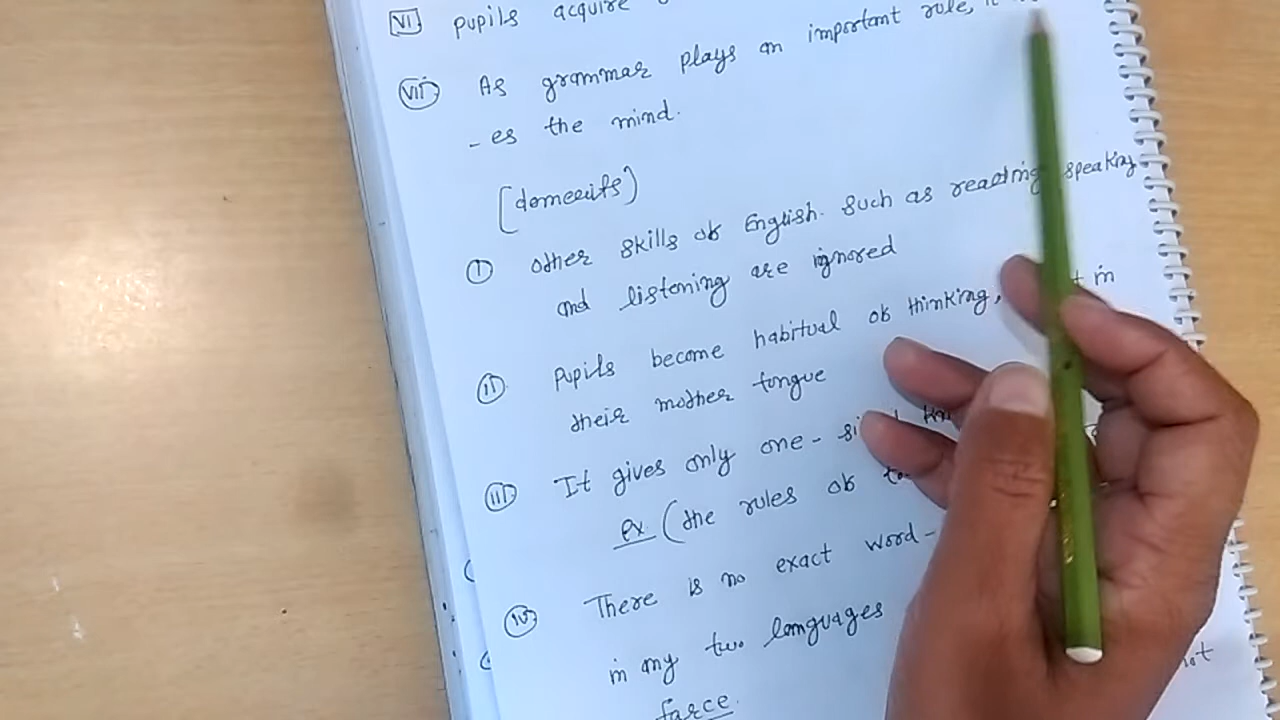 VI pupils acquire
VII As grammar plays an important role,
- es the mind.
[demerits]
I other skills of English. such as reading speaking
and listening are ignored
II pupils become habitual of thinking, in
their mother tongue
III It gives only one-
ex (the rules of
IV There is no exact word-
in my two languages
farce.